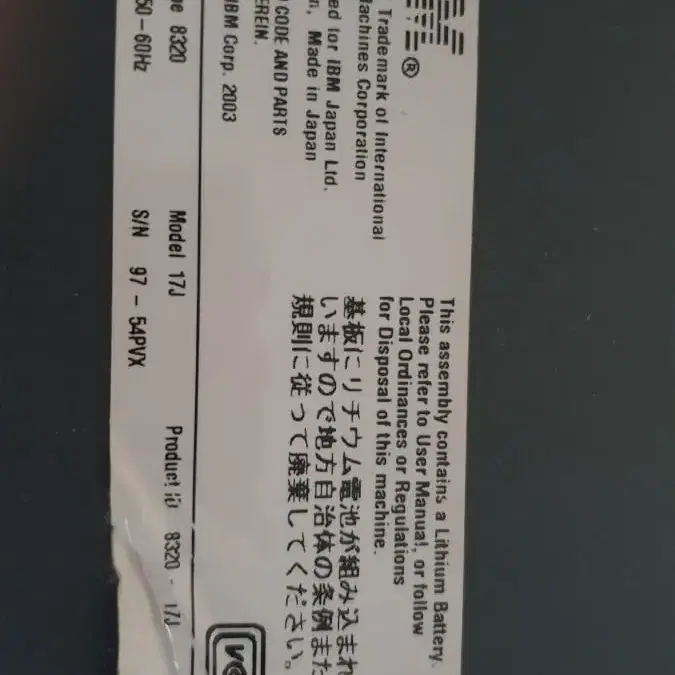 IBM®
Trademark of International
achines Corporation
ed for IBM Japan Ltd.
n, Made in Japan
CODE AND PARTS
EREIN.
IBM Corp. 2003
This assembly contains a Lithium Battery.
Please refer to User Manual, or follow
Local Ordinances or Regulations
for Disposal of this machine.
基板にリチウム電池が組み込まれ
いますので地方自治体の条例また
規則に従って廃棄してください。
pe 8320 Model 17J Product ID 8320 - 17J
50-60Hz S/N 97 - 54PVX